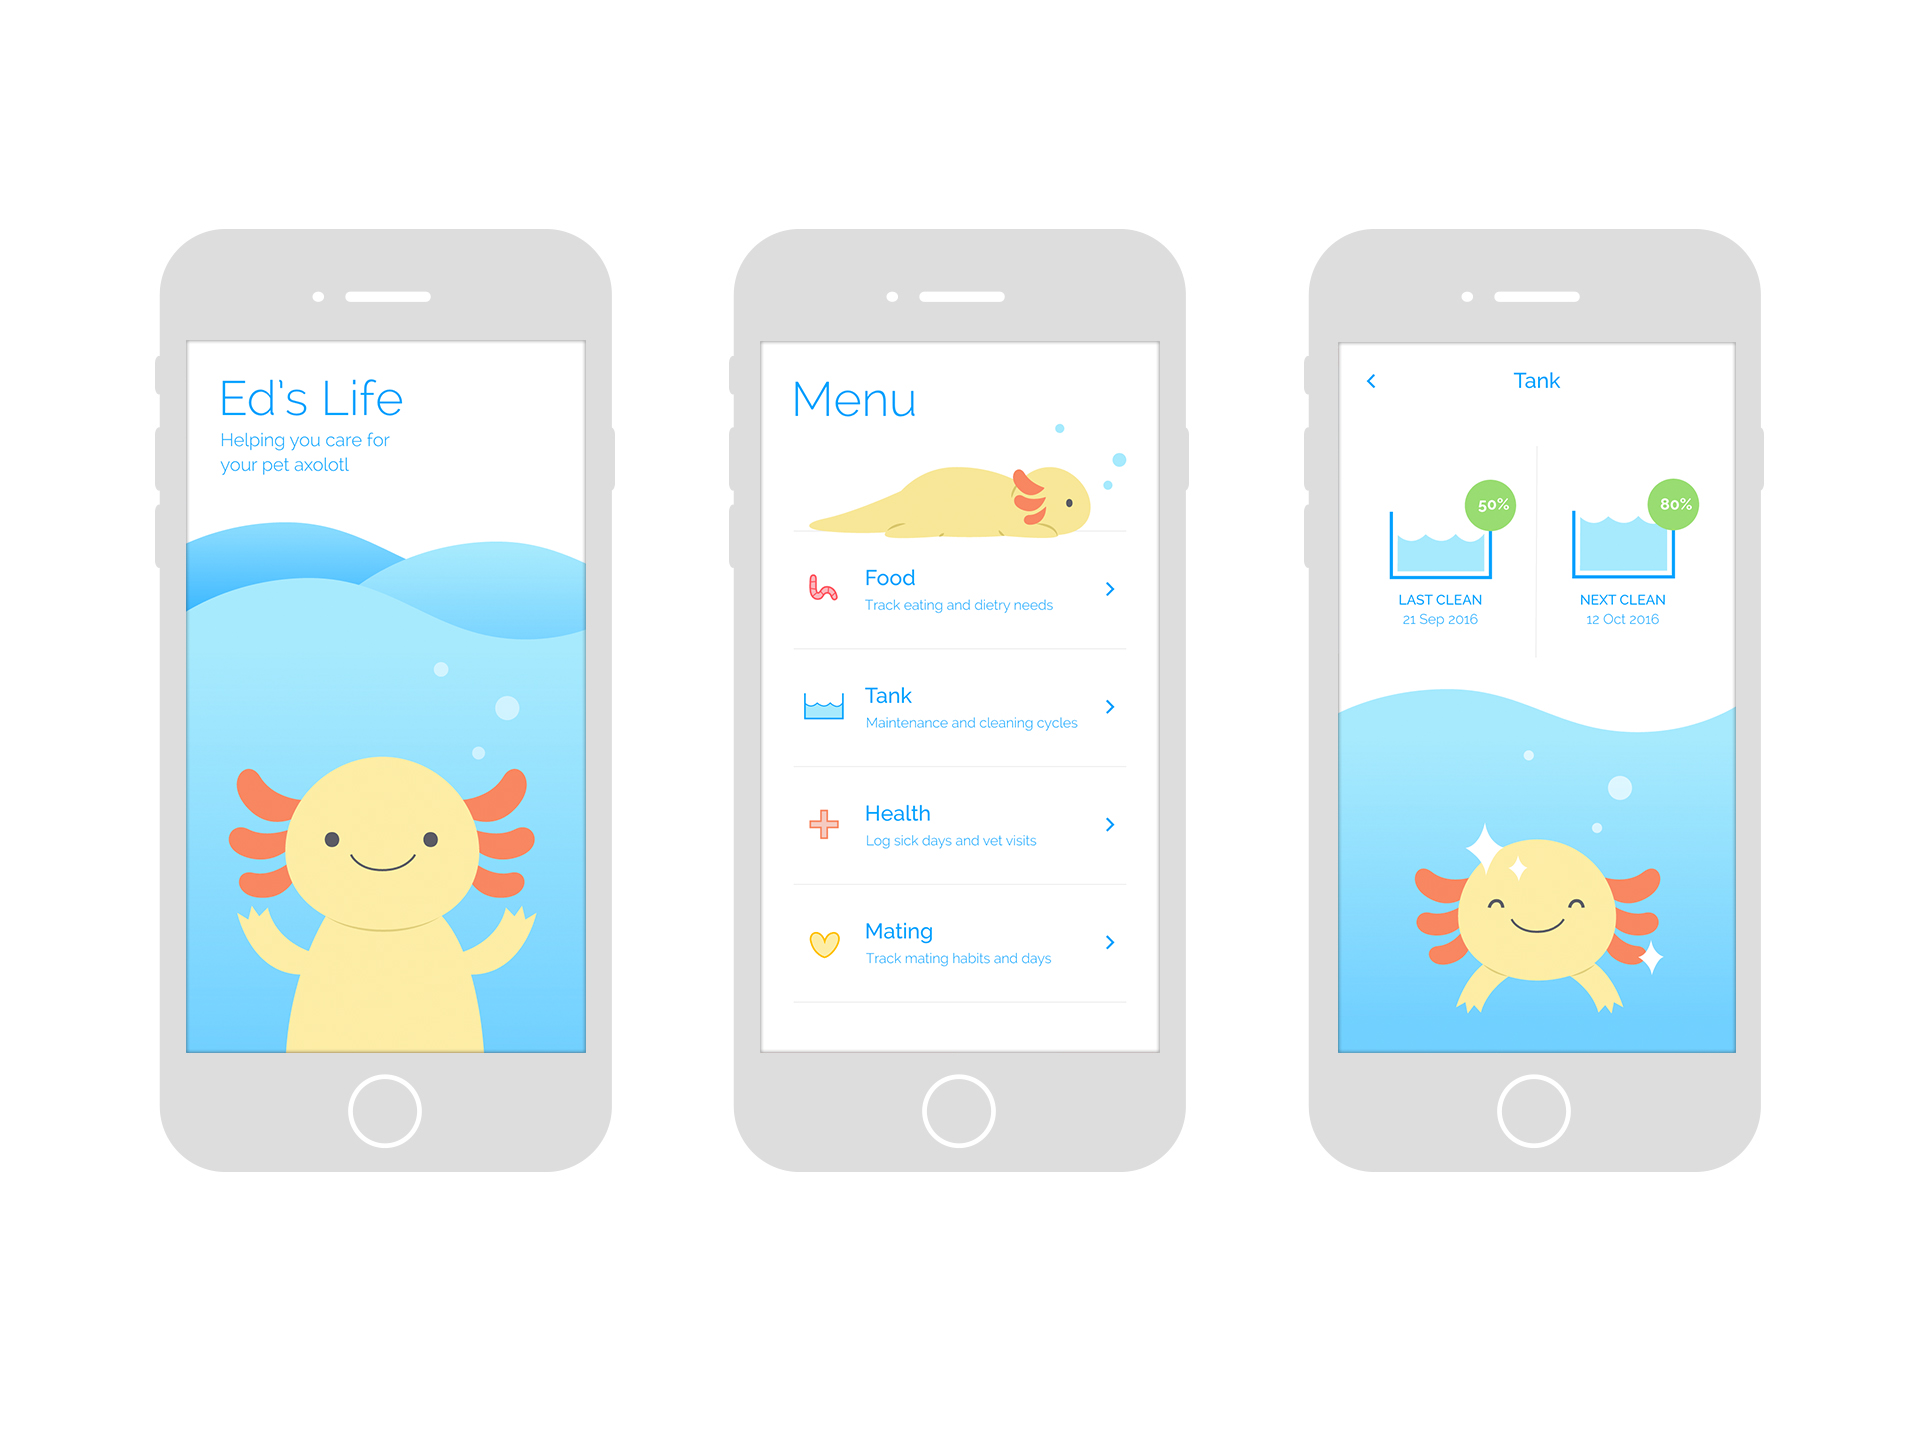 Ed's Life
Helping you care for
your pet axolotl
Menu
Food
Track eating and dietry needs
Tank
Maintenance and cleaning cycles
Health
Log sick days and vet visits
Mating
Track mating habits and days
Tank
50%
LAST CLEAN
21 Sep 2016
80%
NEXT CLEAN
12 Oct 2016